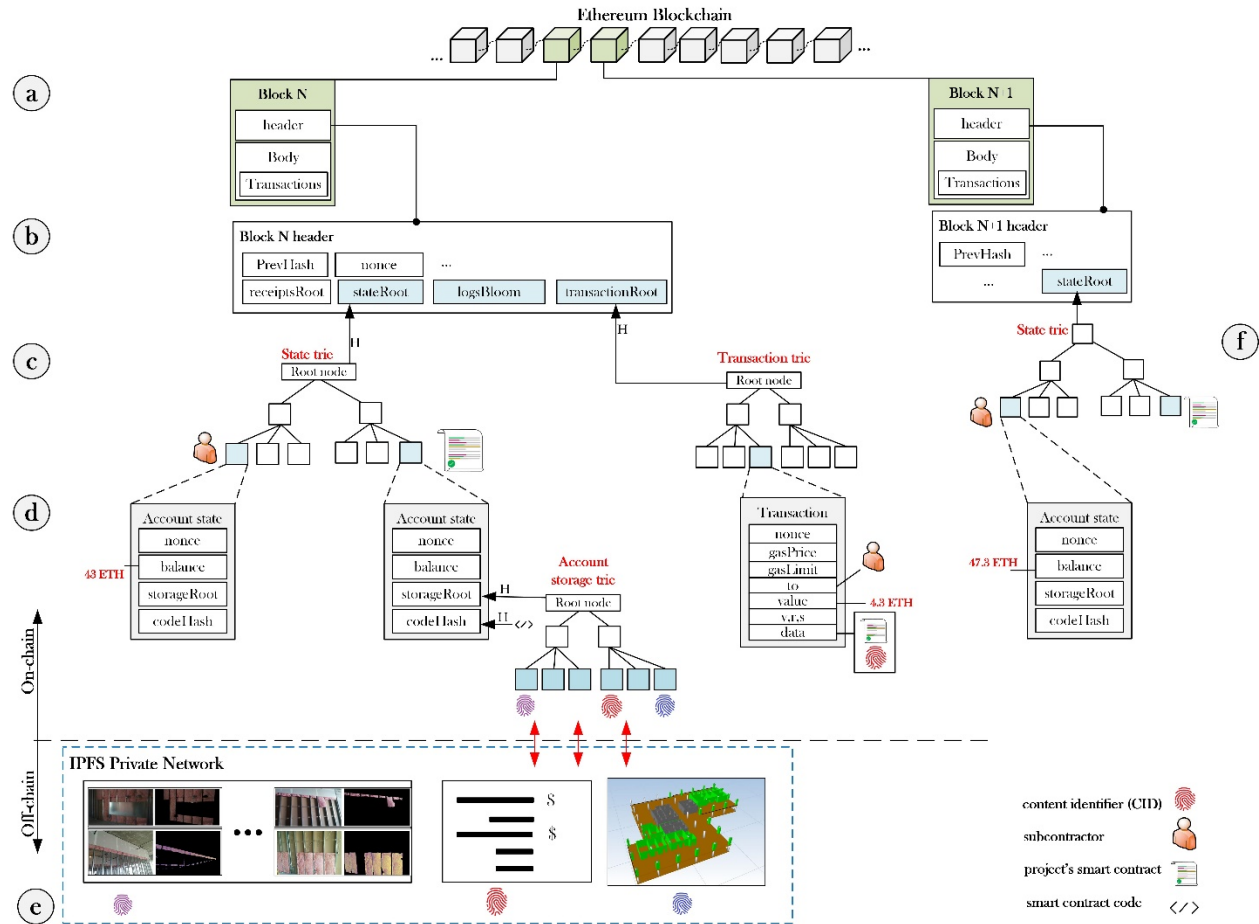 Ethereum Blockchain
...
...
a
Block N
header
Body
Transactions
Block N+1
header
Body
Transactions
b
Block N header
PrevHash
nonce
...
receiptsRoot
stateRoot
logsBloom
transactionRoot
Block N+1 header
PrevHash
...
...
stateRoot
c
H
State trie
Root node
H
Transaction trie
Root node
State trie
f
d
Account state
nonce
balance
storageRoot
codeHash
43 ETH
Account state
nonce
balance
storageRoot
codeHash
H
H
</>
Account
storage trie
Root node
Transaction
nonce
gasPrice
gasLimit
to
value
v,r,s
data
4.3 ETH
47.3 ETH
Account state
nonce
balance
storageRoot
codeHash
On-chain
Off-chain
IPFS Private Network
$
$
e
content identifier (CID)
subcontractor
project's smart contract
smart contract code
</>